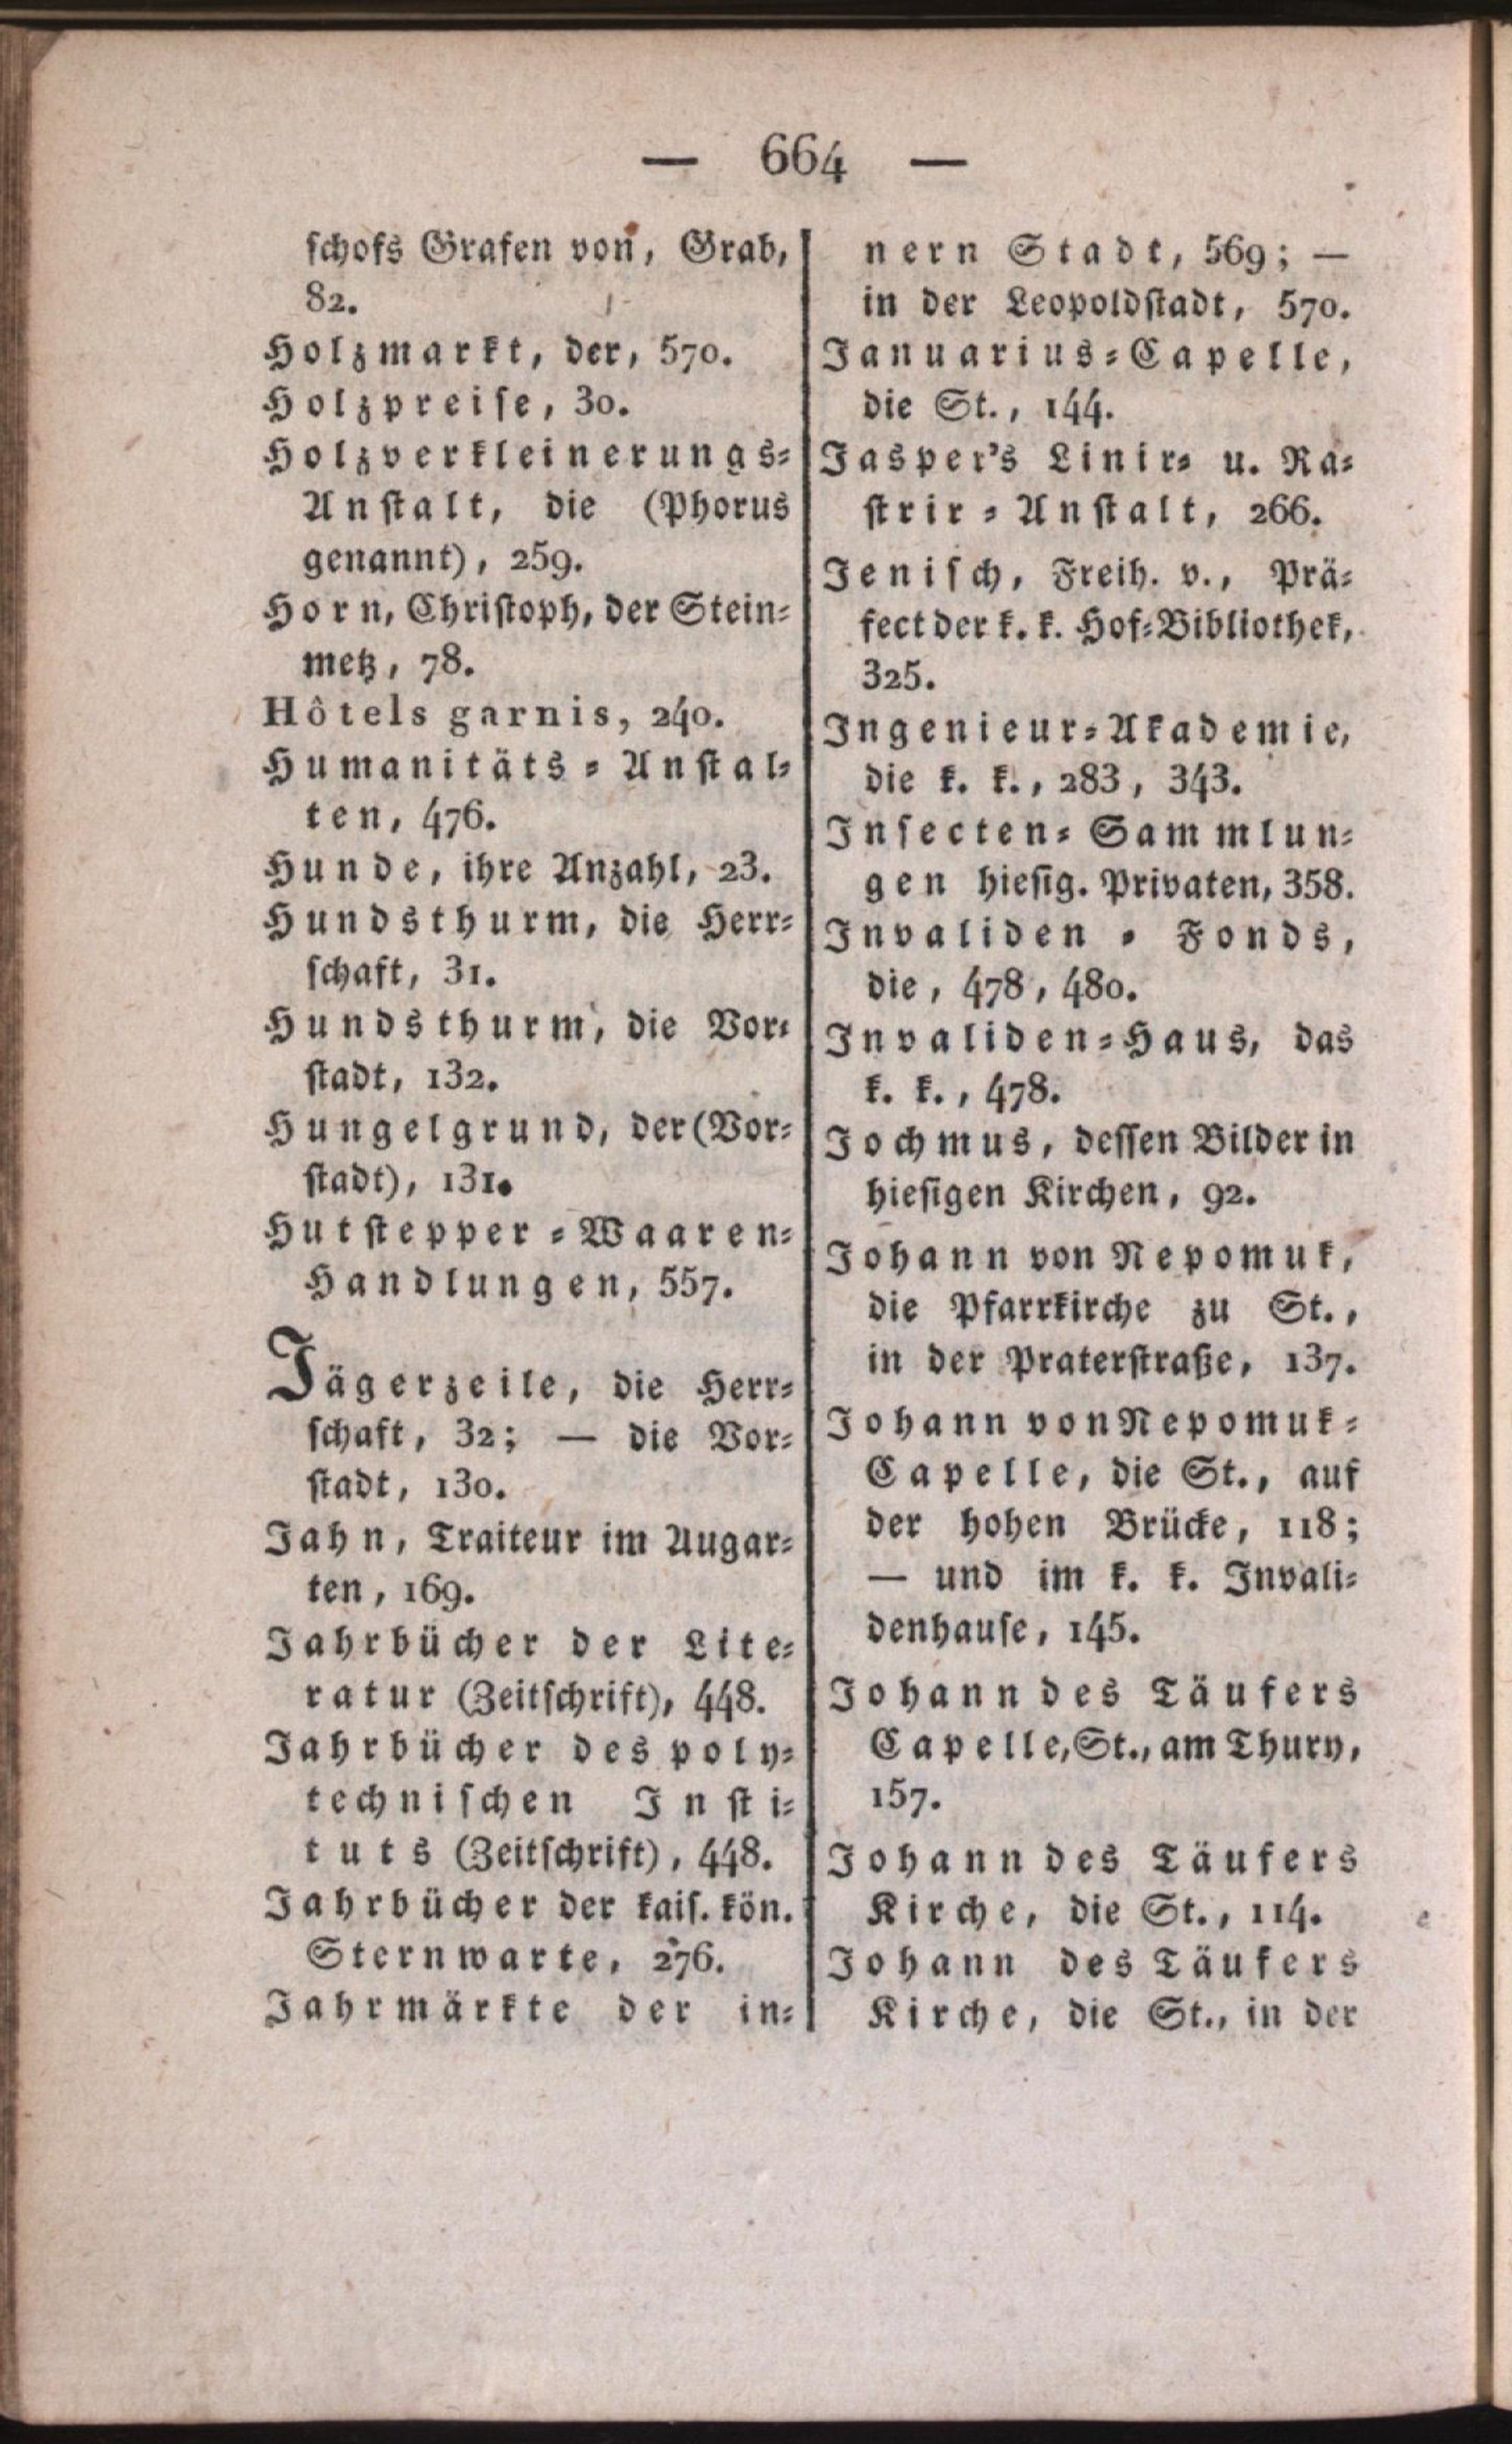 — 664 —
schofs Grafen von, Grab,
82.
Holzmarkt, der, 570.
Holzpreise, 30.
Holzverkleinerungs-
Anstalt, die (Phorus
genannt), 259.
Horn, Christoph, der Stein-
metz, 78.
Hôtels garnis, 240.
Humanitäts-Anstal-
ten, 476.
Hunde, ihre Anzahl, 23.
Hundsthurm, die Herr-
schaft, 31.
Hundsthurm, die Vor-
stadt, 132.
Hungelgrund, der (Vor-
stadt), 131.
Hutstepper-Waaren-
Handlungen, 557.
Jägerzeile, die Herr-
schaft, 32; — die Vor-
stadt, 130.
Jahn, Traiteur im Augar-
ten, 169.
Jahrbücher der Lite-
ratur (Zeitschrift), 448.
Jahrbücher des poly-
technischen Insti-
tuts (Zeitschrift), 448.
Jahrbücher der kais. kön.
Sternwarte, 276.
Jahrmärkte der in-
nern Stadt, 569; —
in der Leopoldstadt, 570.
Januarius-Capelle,
die St., 144.
Jasper's Linir- u. Ra-
strir-Anstalt, 266.
Jenisch, Freih. v., Prä-
fect der k. k. Hof-Bibliothek,
325.
Ingenieur-Akademie,
die k. k., 283, 343.
Insecten-Sammlun-
gen hiesig. Privaten, 358.
Invaliden-Fonds,
die, 478, 480.
Invaliden-Haus, das
k. k., 478.
Jochmus, dessen Bilder in
hiesigen Kirchen, 92.
Johann von Nepomuk,
die Pfarrkirche zu St.,
in der Praterstraße, 137.
Johann von Nepomuk-
Capelle, die St., auf
der hohen Brücke, 118;
— und im k. k. Invali-
denhause, 145.
Johann des Täufers
Capelle, St., am Thury,
157.
Johann des Täufers
Kirche, die St., 114.
Johann des Täufers
Kirche, die St., in der